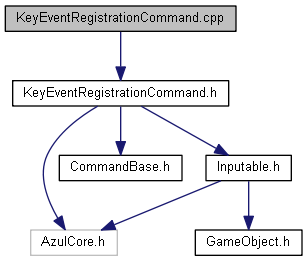 KeyEventRegistrationCommand.cpp
KeyEventRegistrationCommand.h
CommandBase.h
Inputable.h
AzulCore.h
GameObject.h